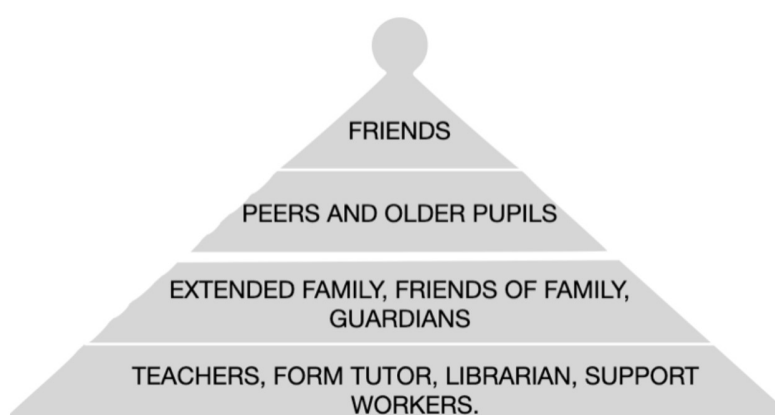 FRIENDS
PEERS AND OLDER PUPILS
EXTENDED FAMILY, FRIENDS OF FAMILY,
GUARDIANS
TEACHERS, FORM TUTOR, LIBRARIAN, SUPPORT
WORKERS.